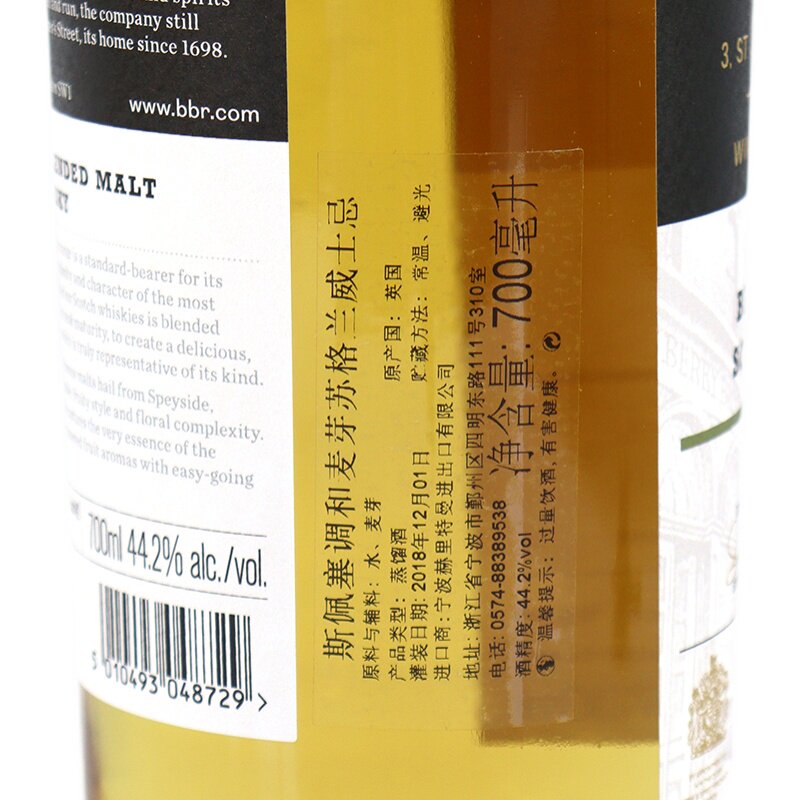 and run, the company still
Street, its home since 1698.
SW1
www.bbr.com
MALT
is a standard-bearer for its
and character of the most
Scotch whiskies is blended
maturity, to create a delicious,
truly representative of its kind.
malts hail from Speyside,
style and floral complexity.
the very essence of the
fruit aromas with easy-going
700ml 44.2% alc./vol.
5 010493 048729 >
斯佩塞调和麦芽苏格兰威士忌
原料与辅料: 水、麦芽
产品类型: 蒸馏酒
原产国: 英国
灌装日期: 2018年12月01日
贮藏方法: 常温、避光
进口商: 宁波赫里特曼进出口有限公司
地址: 浙江省宁波市鄞州区四明东路111号310室
电话: 0574-88389538
酒精度: 44.2%vol
净含量: 700毫升
温馨提示: 过量饮酒,有害健康。
3, ST